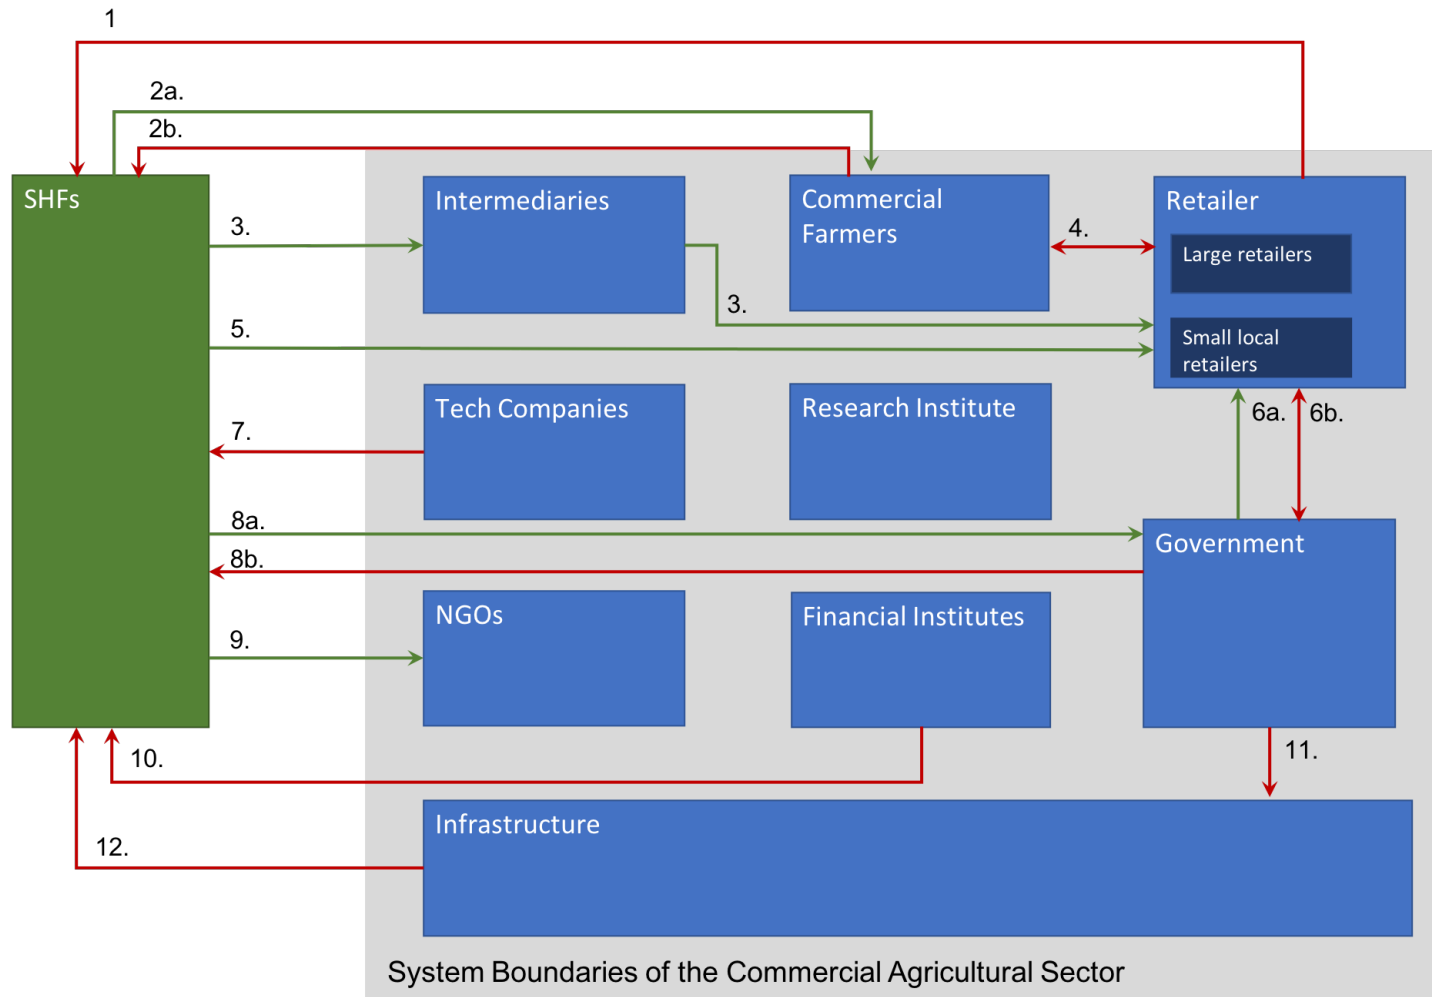 1
2a.
2b.
SHFs
Intermediaries
Commercial
Farmers
Retailer
3.
4.
Large retailers
3.
5.
Small local
retailers
Tech Companies
Research Institute
6a.
6b.
7.
8a.
Government
8b.
NGOs
Financial Institutes
9.
10.
11.
Infrastructure
12.
System Boundaries of the Commercial Agricultural Sector